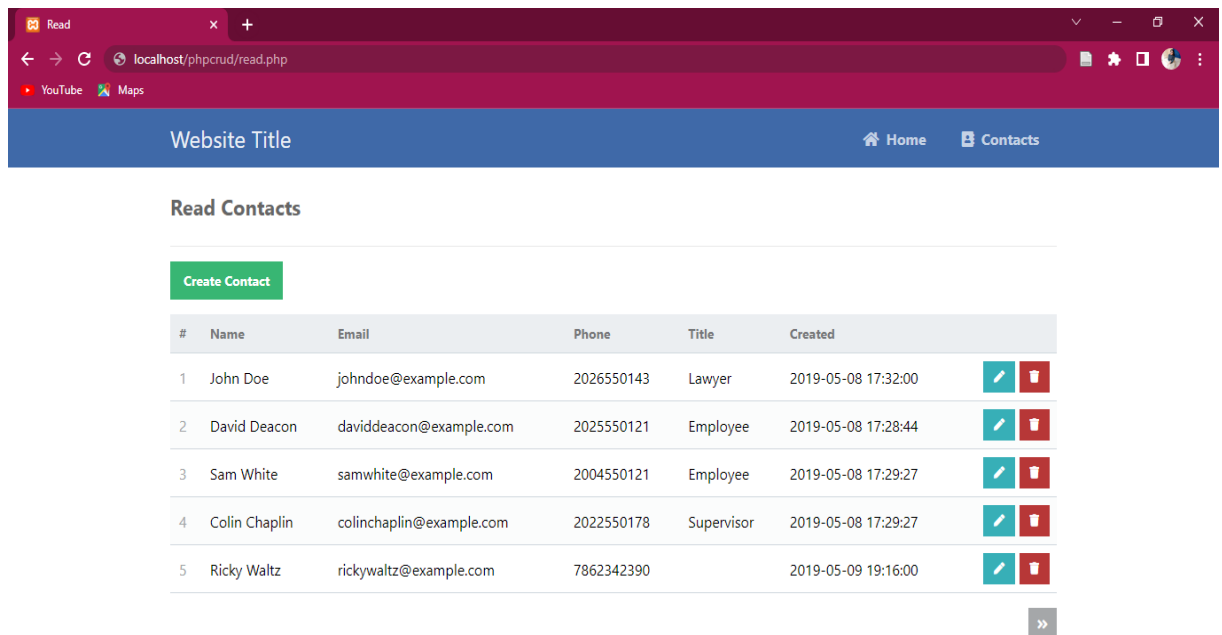 Read
localhost/phpcrud/read.php
YouTube Maps
Website Title Home Contacts
Read Contacts
Create Contact
# Name Email Phone Title Created
1 John Doe johndoe@example.com 2026550143 Lawyer 2019-05-08 17:32:00
2 David Deacon daviddeacon@example.com 2025550121 Employee 2019-05-08 17:28:44
3 Sam White samwhite@example.com 2004550121 Employee 2019-05-08 17:29:27
4 Colin Chaplin colinchaplin@example.com 2022550178 Supervisor 2019-05-08 17:29:27
5 Ricky Waltz rickywaltz@example.com 7862342390 2019-05-09 19:16:00
»